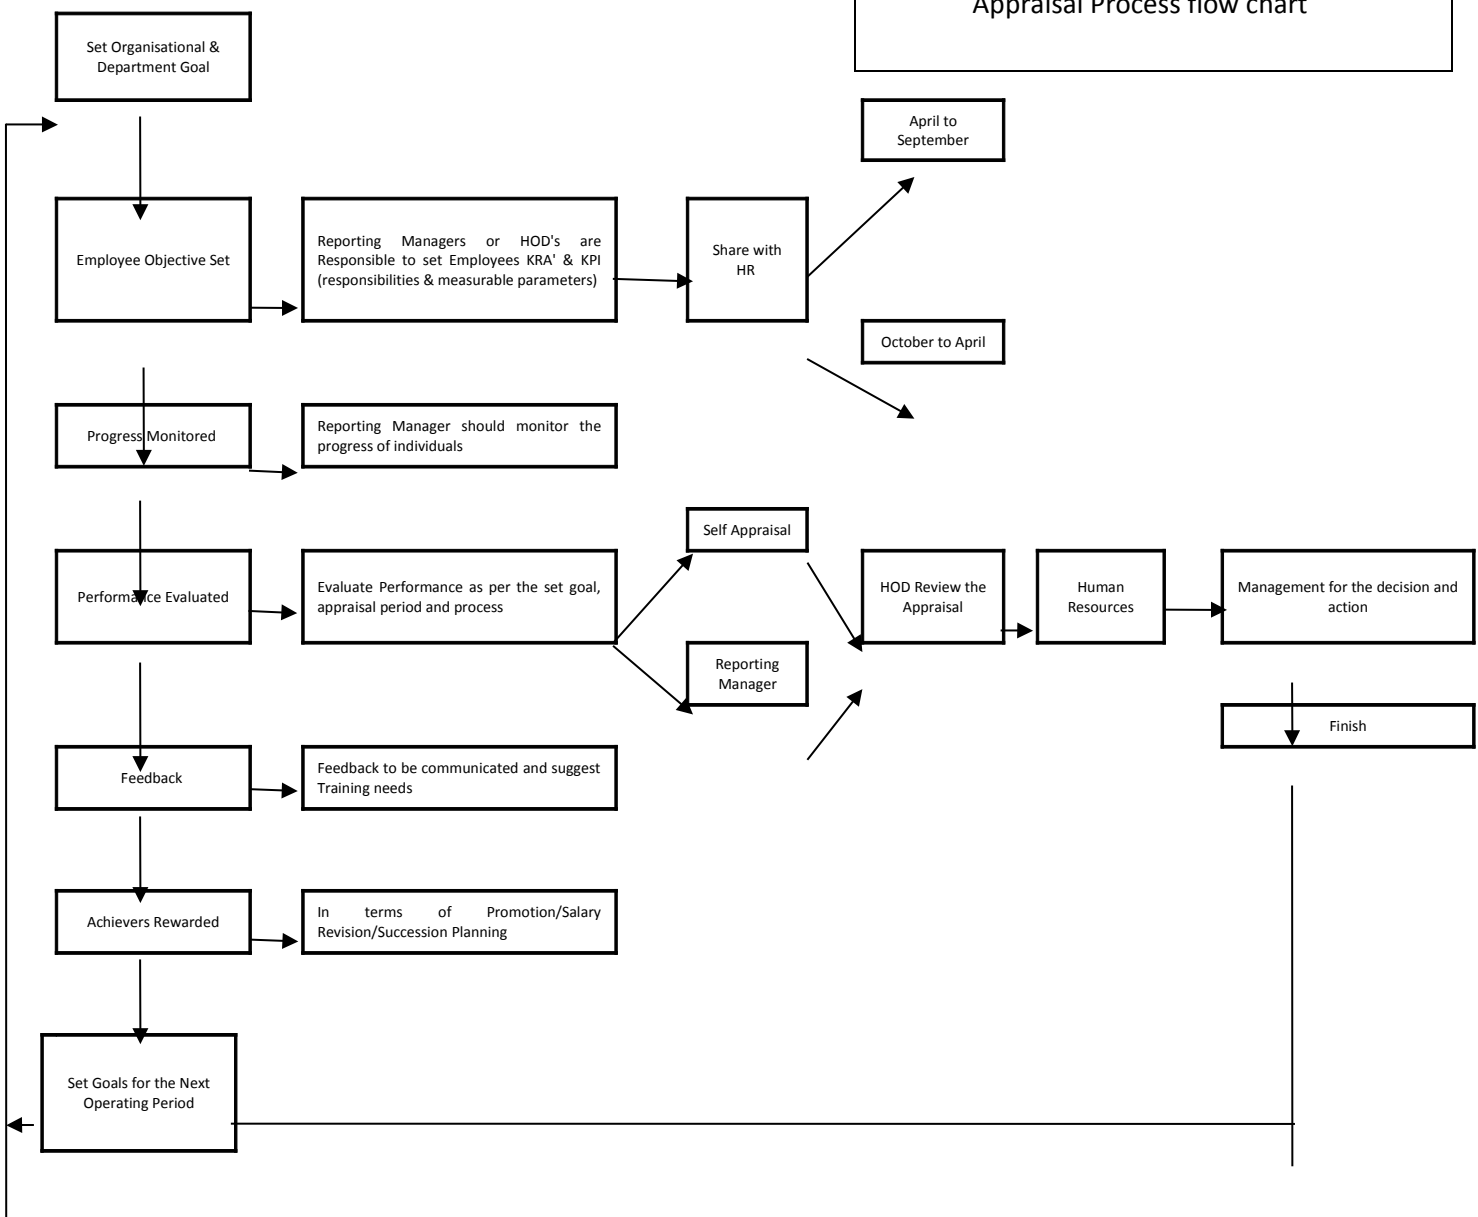 Appraisal Process flow chart
Set Organisational &
Department Goal
April to
September
Employee Objective Set
Reporting Managers or HOD's are
Responsible to set Employees KRA' & KPI
(responsibilities & measurable parameters)
Share with
HR
October to April
Progress Monitored
Reporting Manager should monitor the
progress of individuals
Self Appraisal
Performance Evaluated
Evaluate Performance as per the set goal,
appraisal period and process
HOD Review the
Appraisal
Human
Resources
Management for the decision and
action
Reporting
Manager
Finish
Feedback
Feedback to be communicated and suggest
Training needs
Achievers Rewarded
In terms of Promotion/Salary
Revision/Succession Planning
Set Goals for the Next
Operating Period